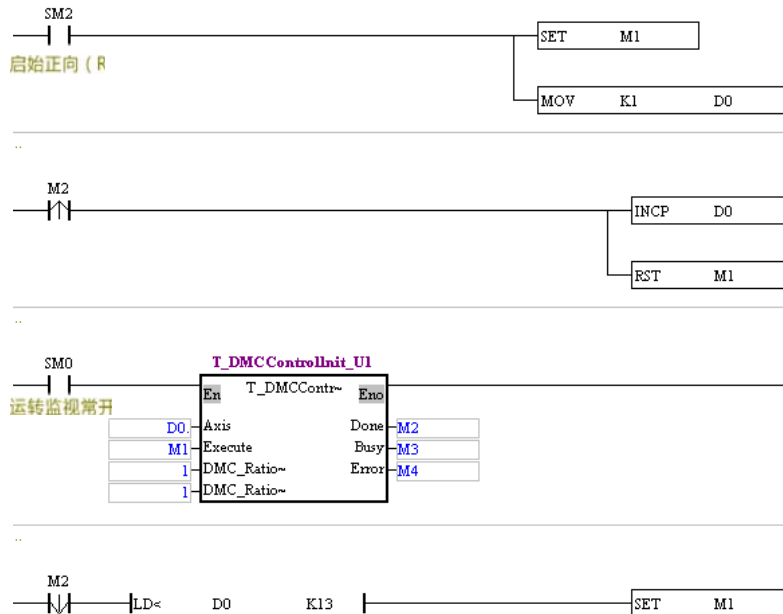 SM2
SET M1
启始正向（R
MOV K1 D0
..
M2
INCP D0
RST M1
..
SM0 T_DMCControlInit_U1
En T_DMCContr~ Eno
运转监视常开
D0. Axis Done M2
M1 Execute Busy M3
1 DMC_Ratio~ Error M4
1 DMC_Ratio~
..
M2
LD< D0 K13 SET M1